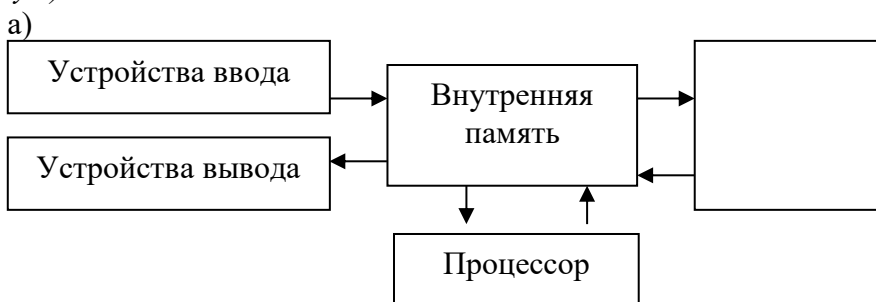 а)
Устройства ввода
Внутренняя
память
Устройства вывода
Процессор